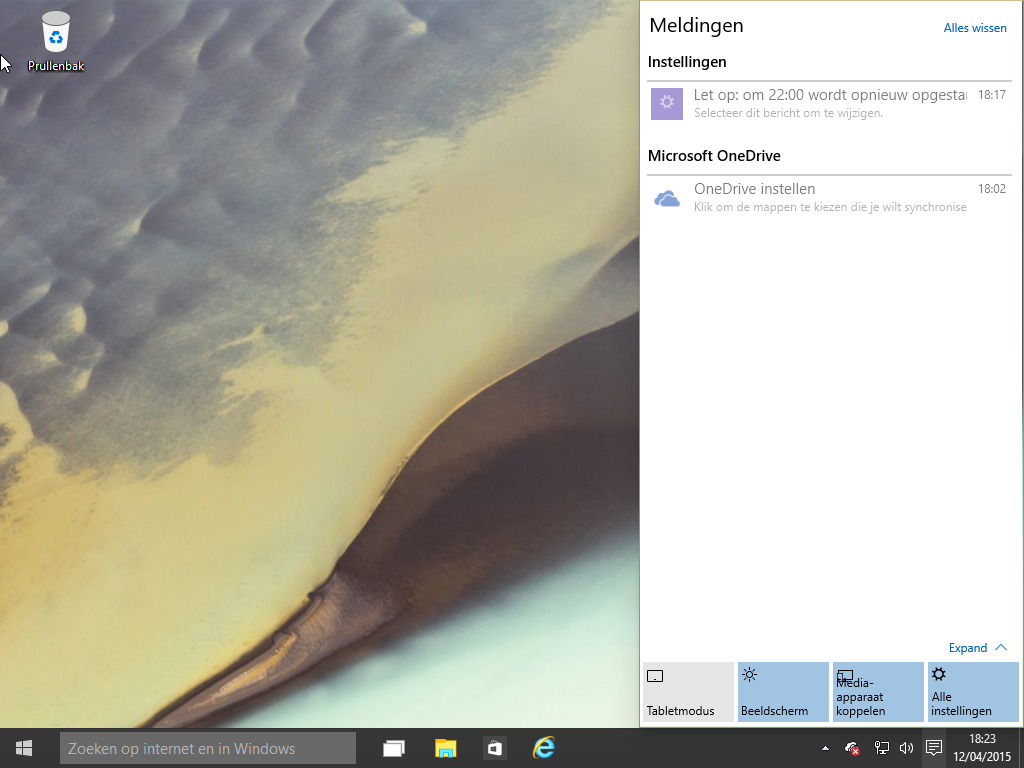 Prullenbak
Meldingen
Alles wissen
Instellingen
Let op: om 22:00 wordt opnieuw opgesta
18:17
Selecteer dit bericht om te wijzigen.
Microsoft OneDrive
OneDrive instellen
18:02
Klik om de mappen te kiezen die je wilt synchronise
Expand
Tabletmodus
Beeldscherm
Media-
apparaat
koppelen
Alle
instellingen
Zoeken op internet en in Windows
18:23
12/04/2015